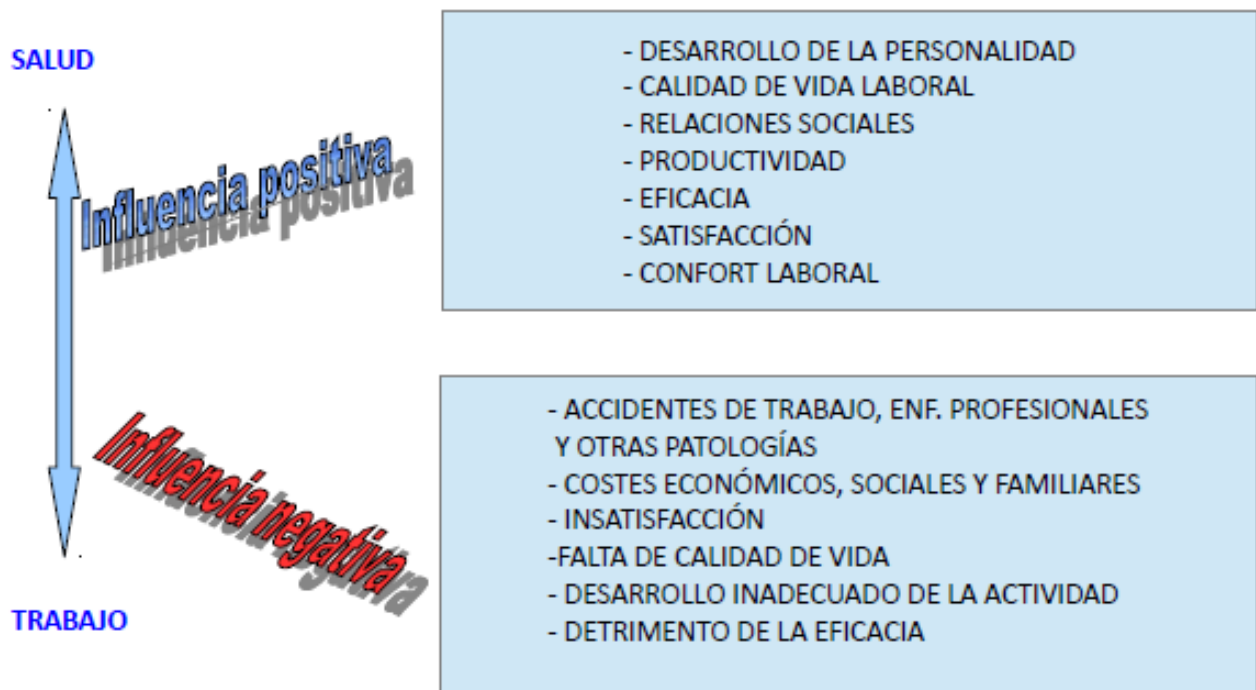 SALUD
Influencia positiva
- DESARROLLO DE LA PERSONALIDAD
- CALIDAD DE VIDA LABORAL
- RELACIONES SOCIALES
- PRODUCTIVIDAD
- EFICACIA
- SATISFACCIÓN
- CONFORT LABORAL
Influencia negativa
- ACCIDENTES DE TRABAJO, ENF. PROFESIONALES
Y OTRAS PATOLOGÍAS
- COSTES ECONÓMICOS, SOCIALES Y FAMILIARES
- INSATISFACCIÓN
-FALTA DE CALIDAD DE VIDA
- DESARROLLO INADECUADO DE LA ACTIVIDAD
- DETRIMENTO DE LA EFICACIA
TRABAJO